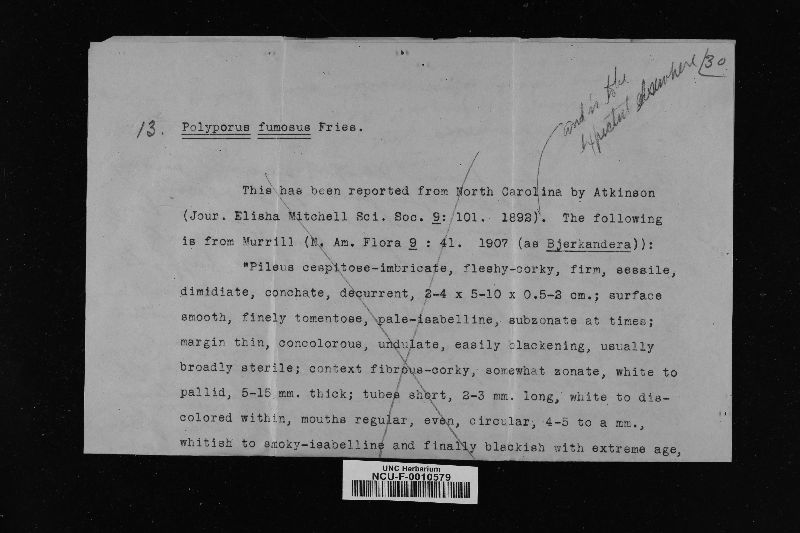 and is to be
expected elsewhere
130
13. Polyporus fumosus Fries.
This has been reported from North Carolina by Atkinson
(Jour. Elisha Mitchell Sci. Soc. 9: 101. 1892). The following
is from Murrill (N. Am. Flora 9 : 41. 1907 (as Bjerkandera)):
"Pileus cespitose-imbricate, fleshy-corky, firm, sessile,
dimidiate, conchate, decurrent, 2-4 x 5-10 x 0.5-2 cm.; surface
smooth, finely tomentose, pale-isabelline, subzonate at times;
margin thin, concolorous, undulate, easily blackening, usually
broadly sterile; context fibrous-corky, somewhat zonate, white to
pallid, 5-15 mm. thick; tubes short, 2-3 mm. long, white to dis-
colored within, mouths regular, even, circular, 4-5 to a mm.,
whitish to smoky-isabelline and finally blackish with extreme age,
UNC Herbarium
NCU-F-0010579